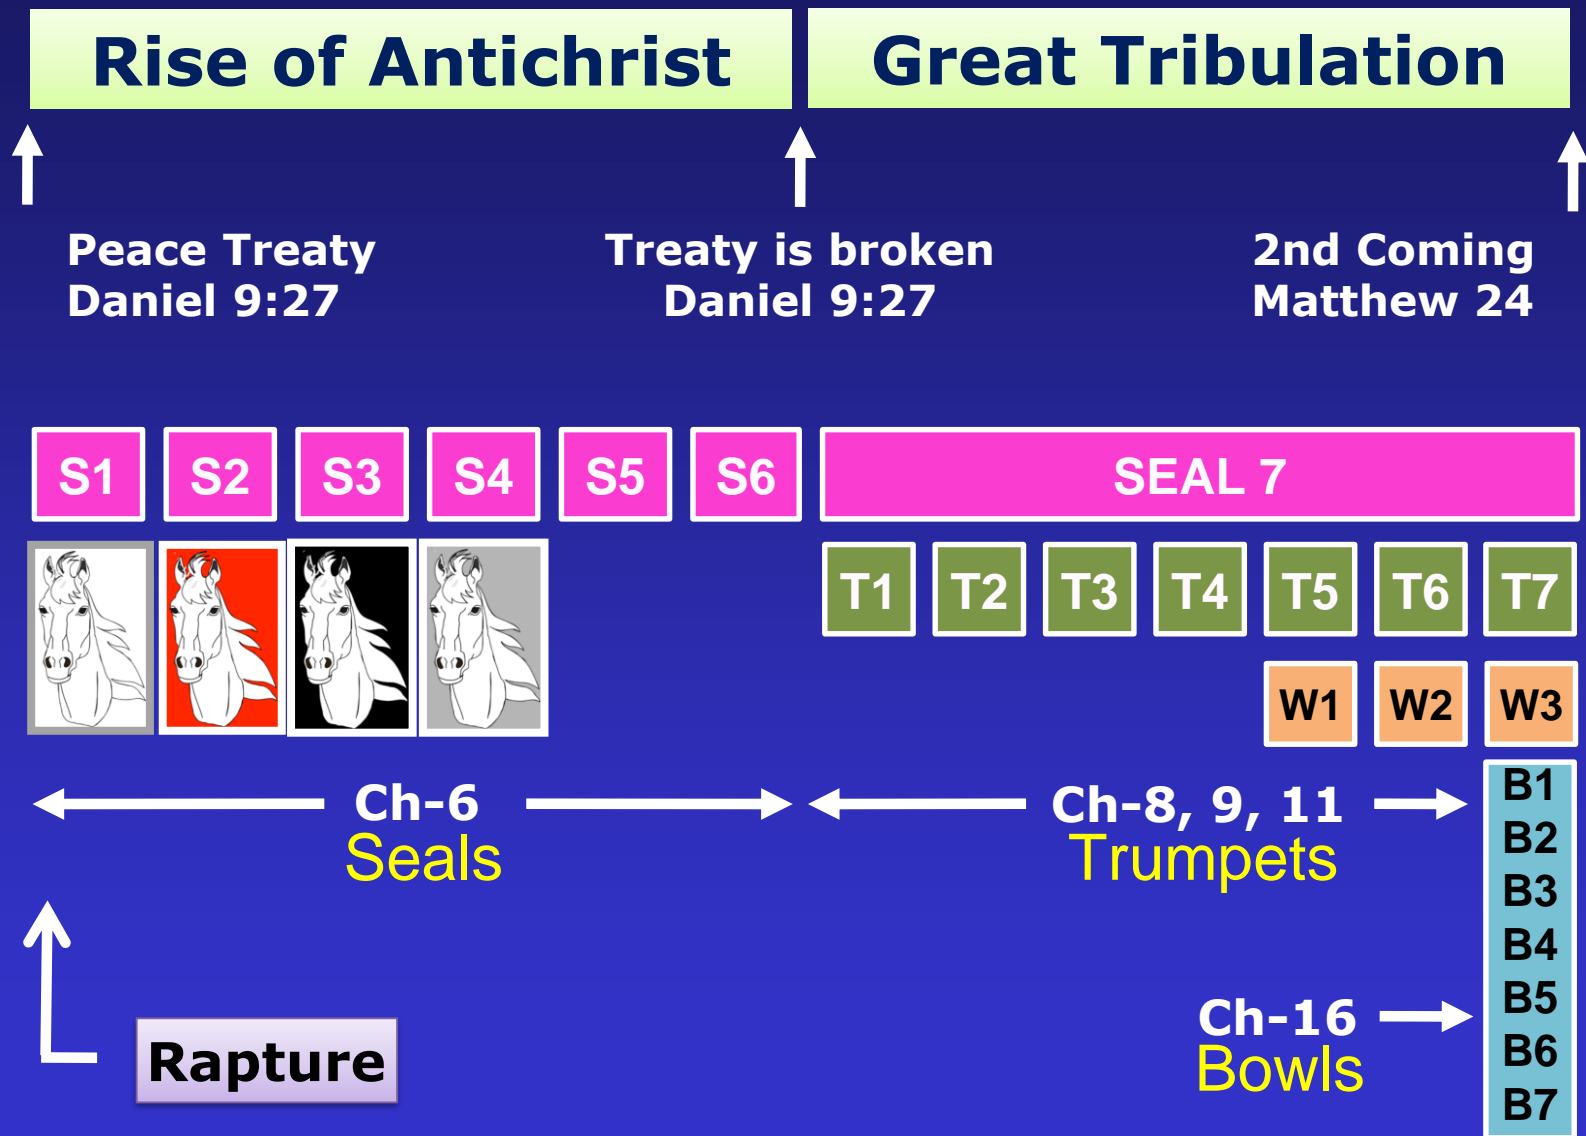 Rise of Antichrist
Great Tribulation
Peace Treaty
Daniel 9:27
Treaty is broken
Daniel 9:27
2nd Coming
Matthew 24
S1 S2 S3 S4 S5 S6 SEAL 7
T1 T2 T3 T4 T5 T6 T7
W1 W2 W3
Ch-6
Seals
Ch-8, 9, 11
Trumpets
B1
B2
B3
B4
B5
B6
B7
Ch-16
Bowls
Rapture